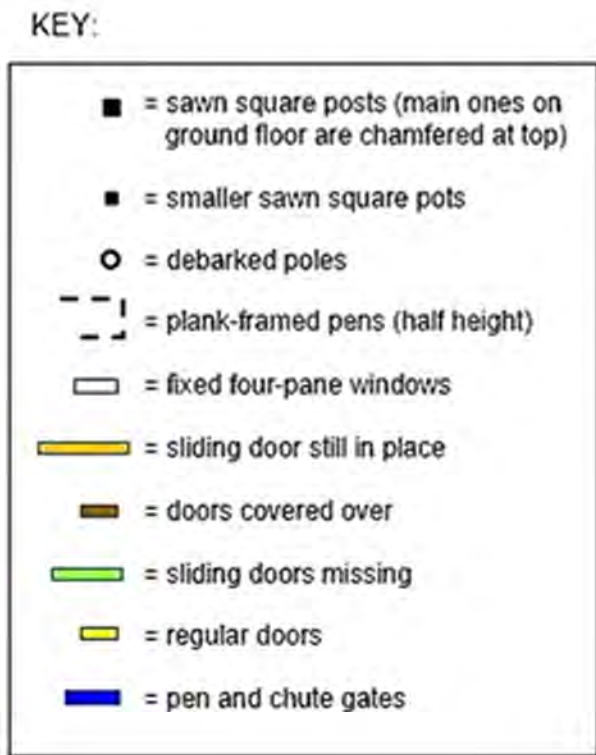 KEY:
= sawn square posts (main ones on
ground floor are chamfered at top)
= smaller sawn square pots
= debarked poles
= plank-framed pens (half height)
= fixed four-pane windows
= sliding door still in place
= doors covered over
= sliding doors missing
= regular doors
= pen and chute gates